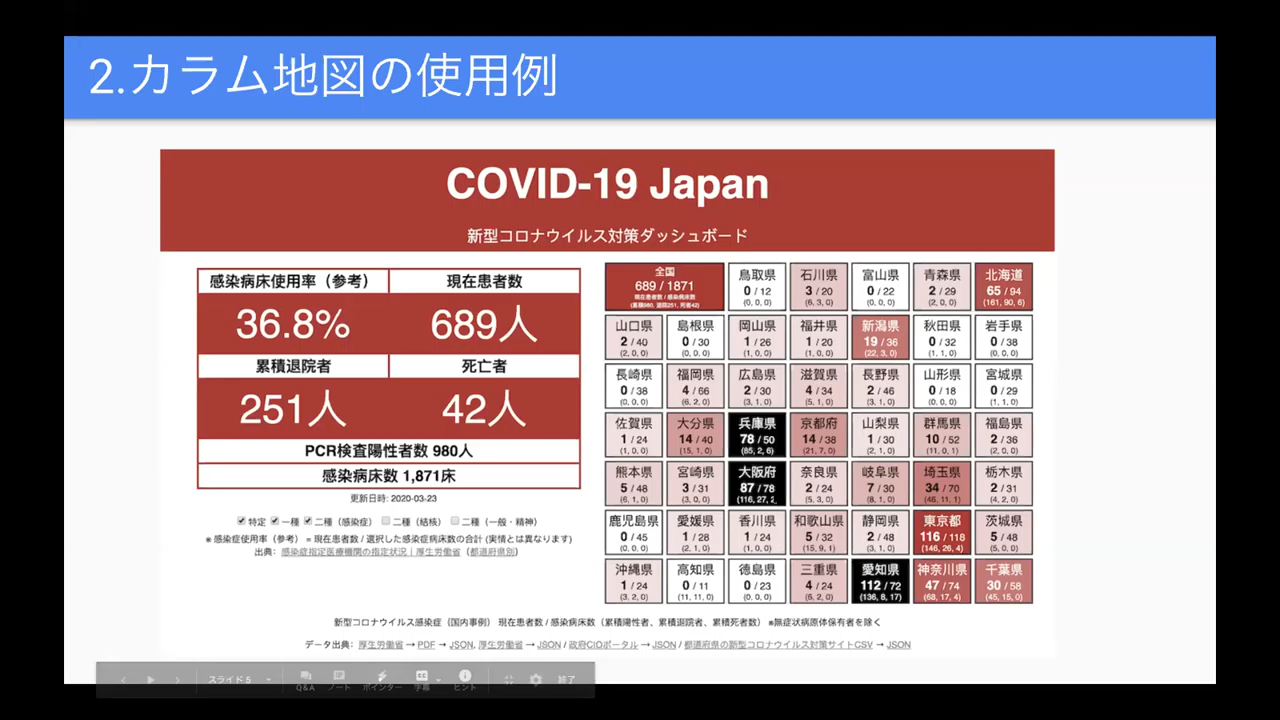 2.カラム地図の使用例
COVID-19 Japan
新型コロナウイルス対策ダッシュボード
感染病床使用率（参考） 現在患者数
36.8% 689人
累積退院者 死亡者
251人 42人
PCR検査陽性者数 980人
感染病床数 1,871床
更新日時: 2020-03-23
特定 一種 二種（感染症） 二種（結核） 二種（一般・精神）
※感染症使用率（参考） = 現在患者数 / 選択した感染症病床数の合計 (実情とは異なります)
出典: 感染症指定医療機関の指定状況｜厚生労働省（都道府県別）
全国 鳥取県 石川県 富山県 青森県 北海道
689 / 1871 0 / 12 3 / 20 0 / 22 2 / 29 65 / 94
現在患者数 / 感染病床数
(累積980, 退院251, 死者42) (0, 0, 0) (6, 3, 0) (0, 0, 0) (2, 0, 0) (161, 90, 6)
山口県 島根県 岡山県 福井県 新潟県 秋田県 岩手県
2 / 40 0 / 30 1 / 26 1 / 20 19 / 36 0 / 32 0 / 38
(2, 0, 0) (0, 0, 0) (1, 0, 0) (1, 0, 0) (22, 3, 0) (1, 1, 0) (0, 0, 0)
長崎県 福岡県 広島県 滋賀県 長野県 山形県 宮城県
0 / 38 4 / 66 2 / 30 4 / 34 2 / 46 0 / 18 0 / 29
(0, 0, 0) (6, 2, 0) (3, 1, 0) (5, 1, 0) (3, 1, 0) (0, 0, 0) (1, 1, 0)
佐賀県 大分県 兵庫県 京都府 山梨県 群馬県 福島県
1 / 24 14 / 40 78 / 50 14 / 38 1 / 30 10 / 52 2 / 36
(1, 0, 0) (15, 1, 0) (85, 2, 6) (21, 7, 0) (2, 1, 0) (11, 0, 1) (2, 0, 0)
熊本県 宮崎県 大阪府 奈良県 岐阜県 埼玉県 栃木県
5 / 48 3 / 31 87 / 78 2 / 24 7 / 30 34 / 70 2 / 31
(6, 1, 0) (3, 0, 0) (116, 27, 2, (5, 3, 0) (8, 1, 0) (46, 11, 1) (4, 2, 0)
鹿児島県 愛媛県 香川県 和歌山県 静岡県 東京都 茨城県
0 / 45 1 / 28 1 / 24 5 / 32 2 / 48 116 / 118 5 / 48
(0, 0, 0) (2, 1, 0) (1, 0, 0) (15, 9, 1) (3, 1, 0) (146, 26, 4) (5, 0, 0)
沖縄県 高知県 徳島県 三重県 愛知県 神奈川県 千葉県
1 / 24 0 / 11 0 / 23 4 / 24 112 / 72 47 / 74 30 / 58
(3, 2, 0) (11, 11, 0) (0, 0, 0) (6, 2, 0) (136, 8, 17) (68, 17, 4) (45, 15, 0)
新型コロナウイルス感染症（国内事例） 現在患者数 / 感染病床数（累積陽性者、累積退院者、累積死者数） ※無症状病原体保有者を除く
データ出典: 厚生労働省 → PDF → JSON, 厚生労働省 → JSON / 政府CIOポータル → JSON / 都道府県の新型コロナウイルス対策サイトCSV → JSON
スライド 5 Q&A ノート ポインター 字幕 ヒント 終了